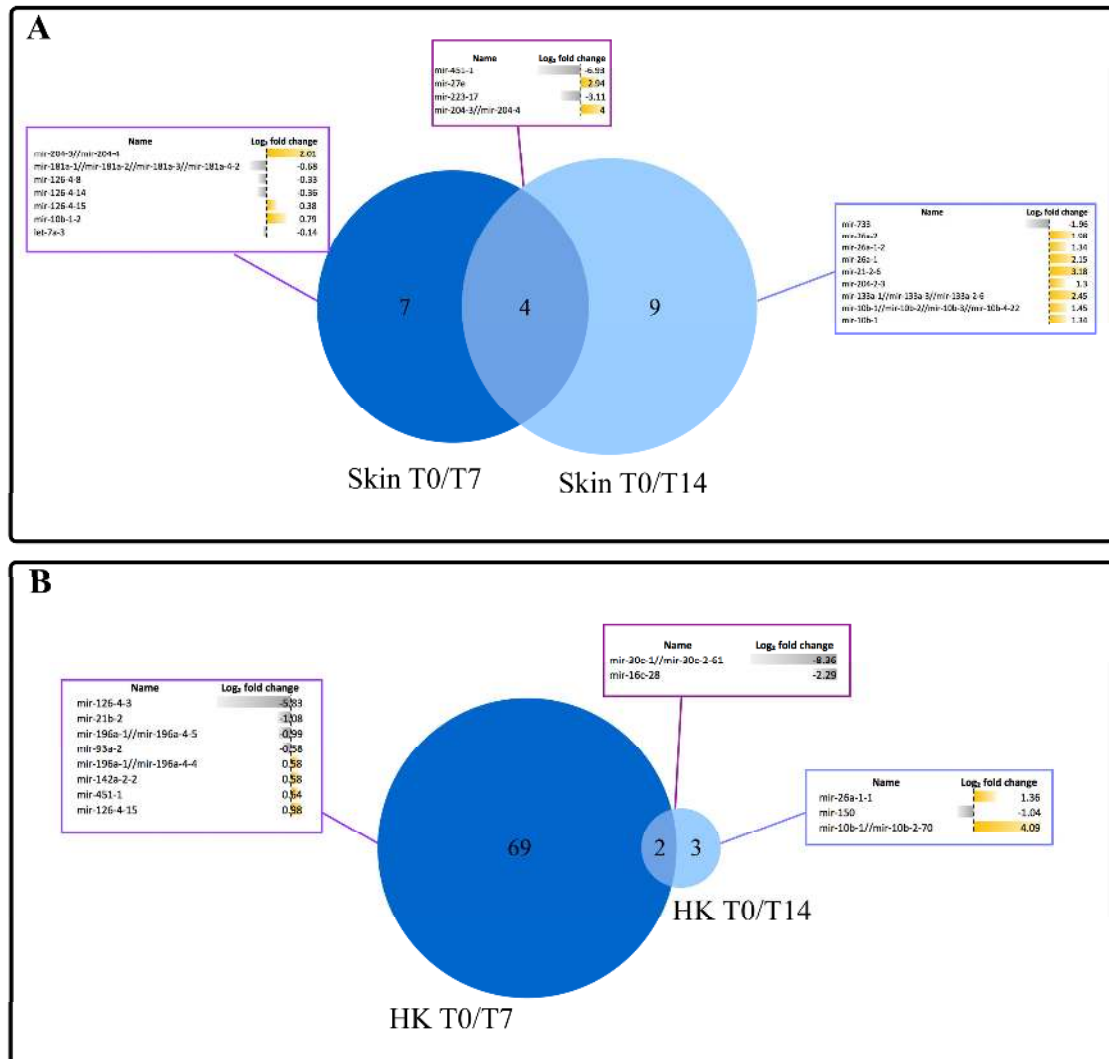 A
Name Log₂ fold change
mir-451-1 -6.93
mir-27e 2.94
mir-223-17 -3.11
mir-204-3//mir-204-4 4
Name Log₂ fold change
mir-204-3//mir-204-4 2.01
mir-181a-1//mir-181a-2//mir-181a-3//mir-181a-4-2 -0.68
mir-126-4-8 -0.33
mir-126-4-14 -0.36
mir-126-4-15 0.38
mir-10b-1-2 0.79
let-7a-3 -0.14
Name Log₂ fold change
mir-733 -1.96
mir-26a-2 1.98
mir-26a-1-2 1.34
mir-26a-1 2.15
mir-21-2-6 3.18
mir-204-2-3 1.3
mir-133a-1//mir-133a-3//mir-133a-2-6 2.45
mir-10b-1//mir-10b-2//mir-10b-3//mir-10b-4-22 1.45
mir-10b-1 1.34
7 4 9
Skin T0/T7 Skin T0/T14
B
Name Log₂ fold change
mir-30c-1//mir-30c-2-61 -8.36
mir-16c-28 -2.29
Name Log₂ fold change
mir-126-4-3 -5.83
mir-21b-2 -1.08
mir-196a-1//mir-196a-4-5 -0.99
mir-93a-2 -0.58
mir-196a-1//mir-196a-4-4 0.58
mir-142a-2-2 0.58
mir-451-1 0.64
mir-126-4-15 0.98
Name Log₂ fold change
mir-26a-1-1 1.36
mir-150 -1.04
mir-10b-1//mir-10b-2-70 4.09
69 2 3
HK T0/T14
HK T0/T7